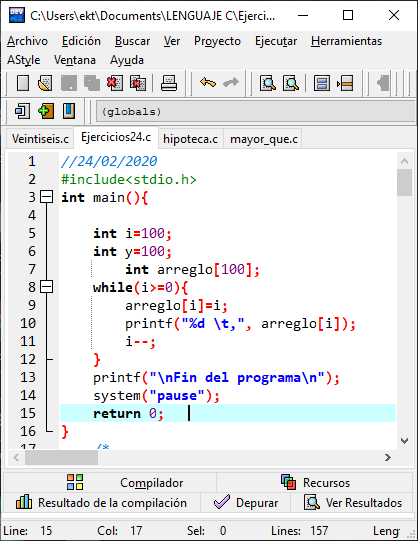 C:\Users\ekt\Documents\LENGUAJE C\Ejerci...
Archivo Edición Buscar Ver Proyecto Ejecutar Herramientas
AStyle Ventana Ayuda
(globals)
Veintiseis.c Ejercicios24.c hipoteca.c mayor_que.c
1 //24/02/2020
2 #include<stdio.h>
3 int main(){
4
5 int i=100;
6 int y=100;
7 int arreglo[100];
8 while(i>=0){
9 arreglo[i]=i;
10 printf("%d \t,", arreglo[i]);
11 i--;
12 }
13 printf("\nFin del programa\n");
14 system("pause");
15 return 0;
16 }
17 /*
Compilador Recursos
Resultado de la compilación Depurar Ver Resultados
Line: 15 Col: 17 Sel: 0 Lines: 157 Leng